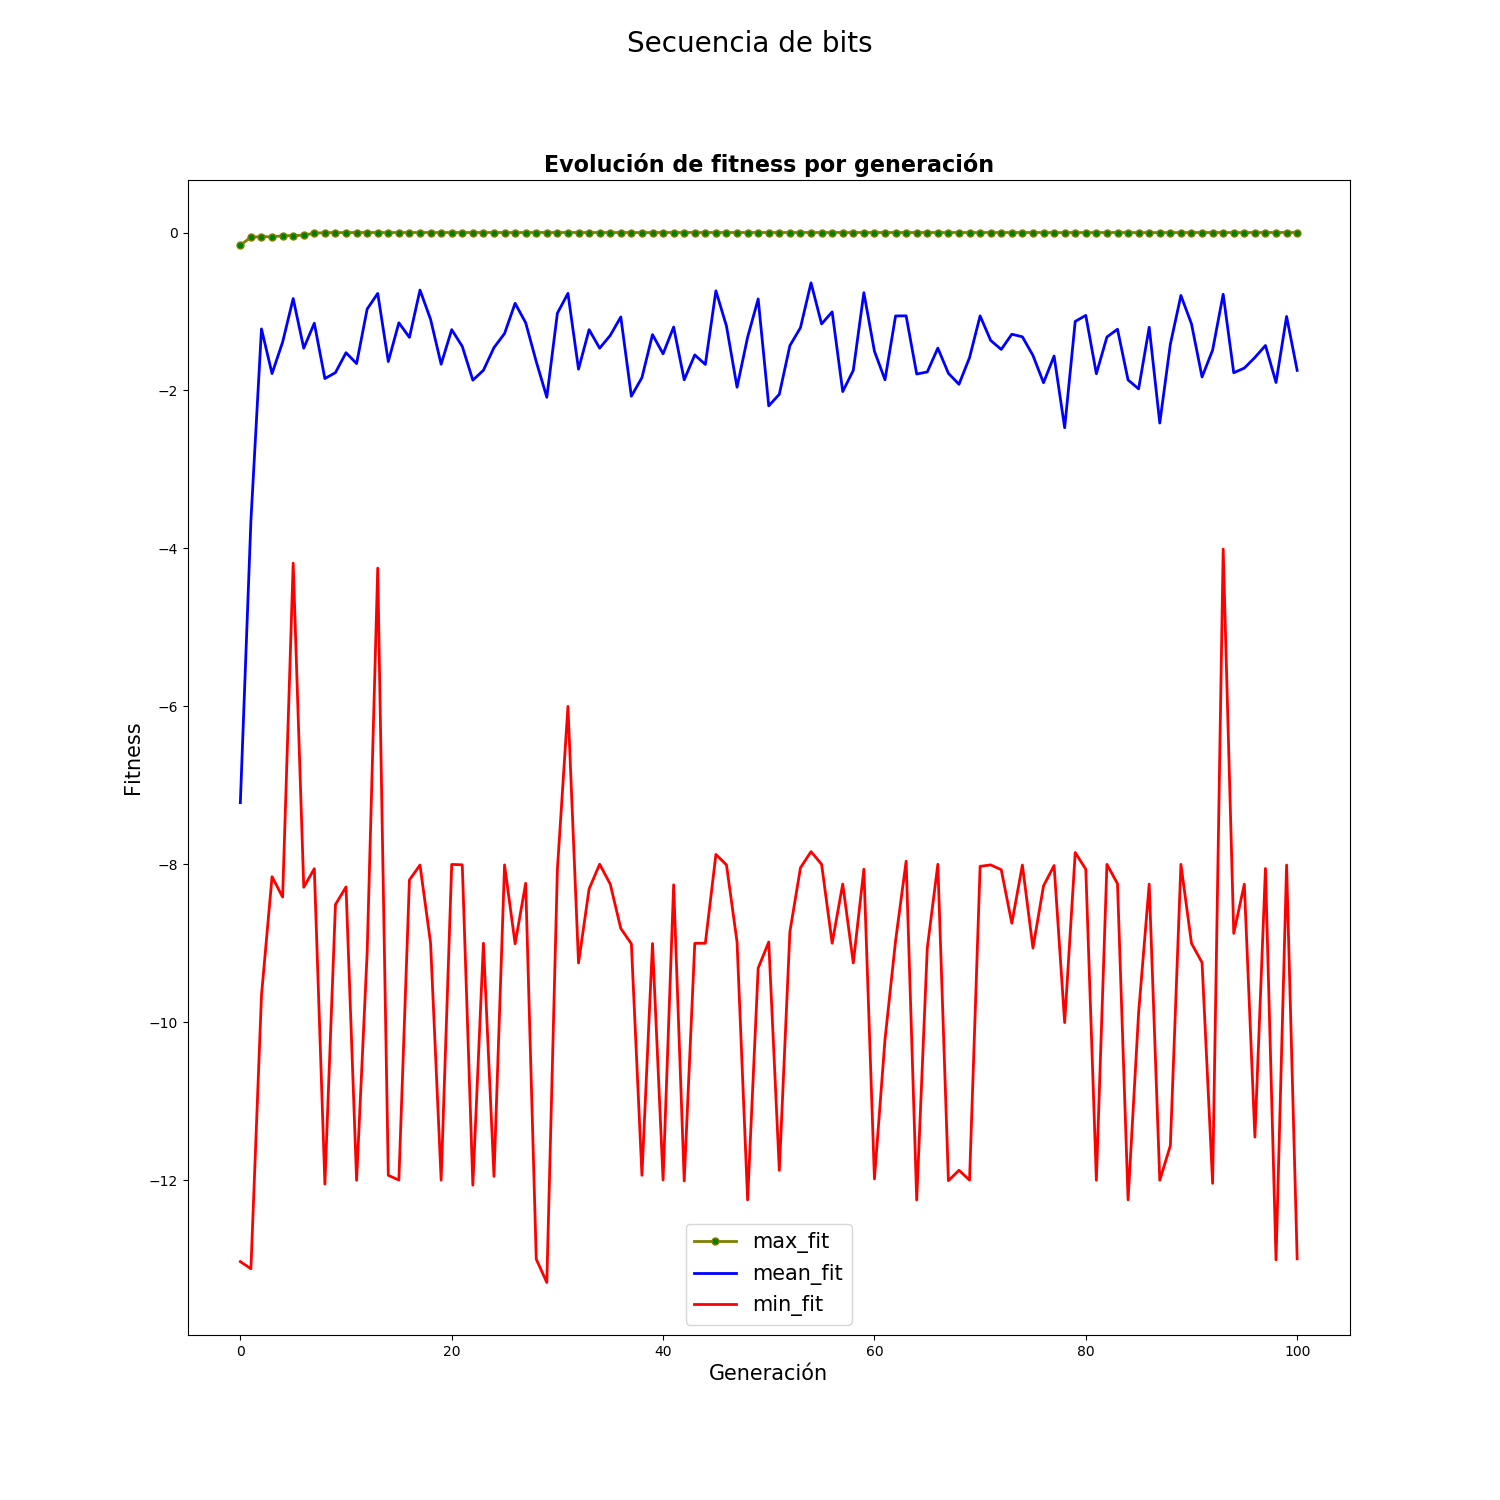 Secuencia de bits
Evolución de fitness por generación
0
−2
−4
−6
−8
−10
−12
Fitness
max_fit
mean_fit
min_fit
0 20 40 60 80 100
Generación